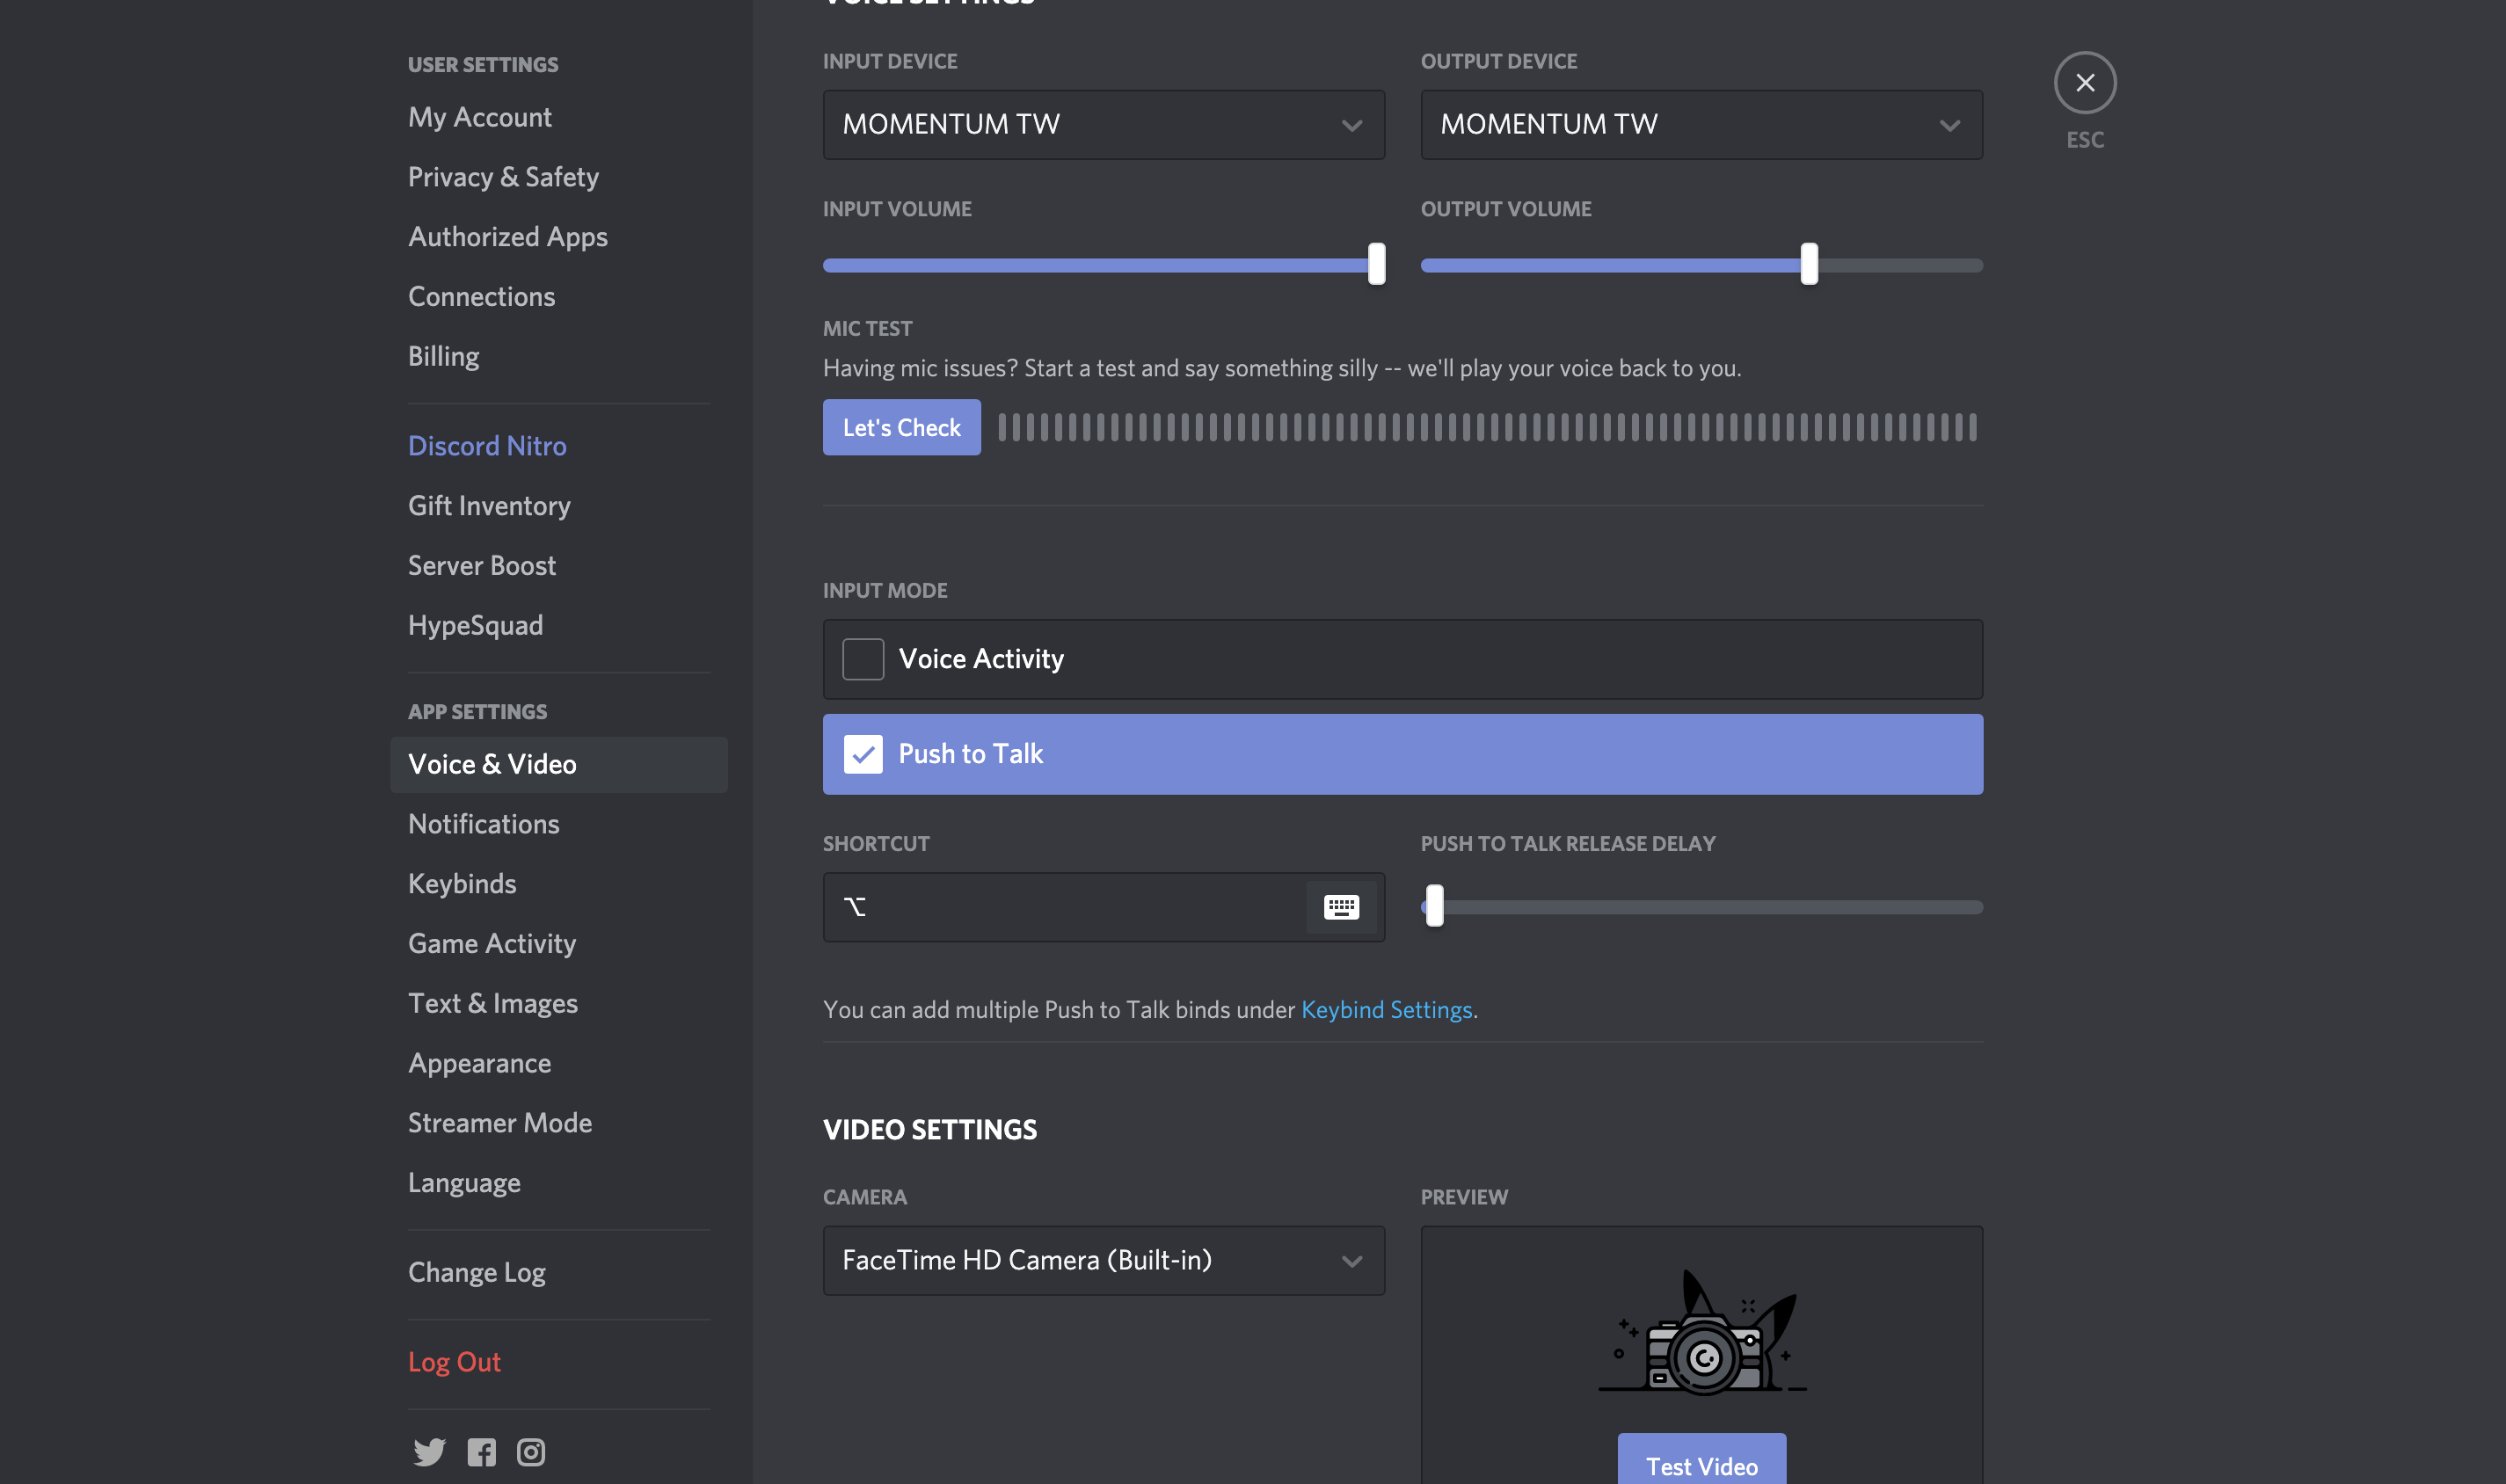 USER SETTINGS
My Account
Privacy & Safety
Authorized Apps
Connections
Billing
Discord Nitro
Gift Inventory
Server Boost
HypeSquad
APP SETTINGS
Voice & Video
Notifications
Keybinds
Game Activity
Text & Images
Appearance
Streamer Mode
Language
Change Log
Log Out
VOICE SETTINGS
INPUT DEVICE
MOMENTUM TW
OUTPUT DEVICE
MOMENTUM TW
INPUT VOLUME
OUTPUT VOLUME
MIC TEST
Having mic issues? Start a test and say something silly -- we'll play your voice back to you.
Let's Check
INPUT MODE
Voice Activity
Push to Talk
SHORTCUT
⌥
PUSH TO TALK RELEASE DELAY
You can add multiple Push to Talk binds under Keybind Settings.
VIDEO SETTINGS
CAMERA
FaceTime HD Camera (Built-in)
PREVIEW
Test Video
ESC